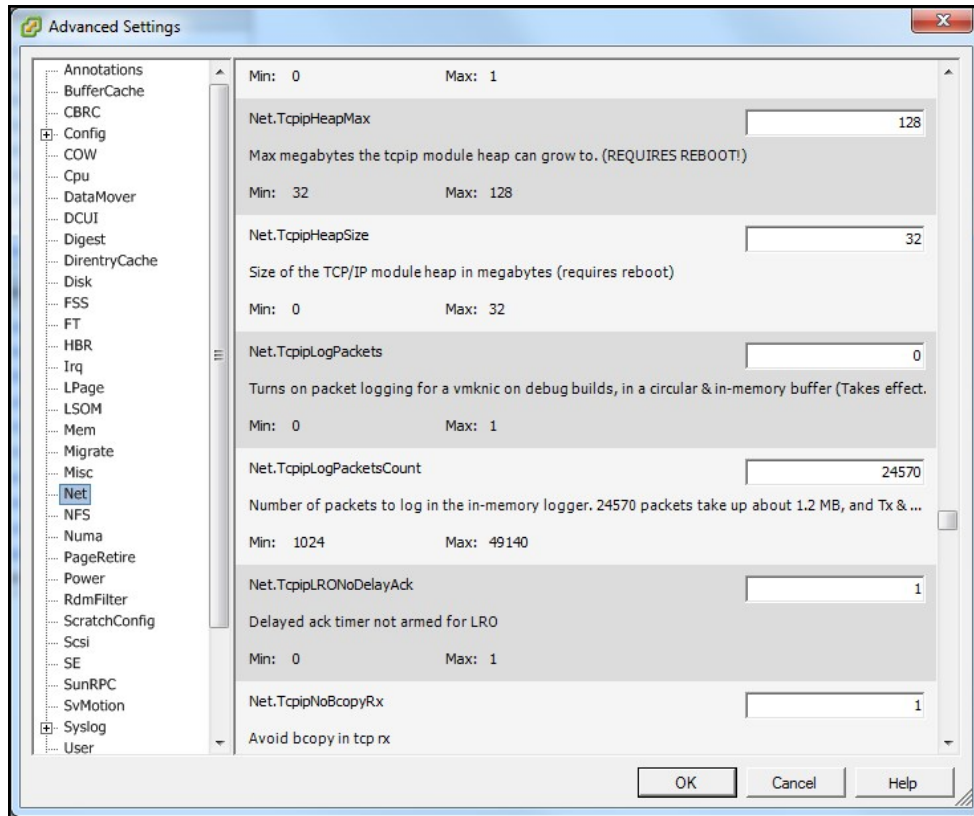 Advanced Settings
Annotations
BufferCache
CBRC
Config
COW
Cpu
DataMover
DCUI
Digest
DirentryCache
Disk
FSS
FT
HBR
Irq
LPage
LSOM
Mem
Migrate
Misc
Net
NFS
Numa
PageRetire
Power
RdmFilter
ScratchConfig
Scsi
SE
SunRPC
SvMotion
Syslog
User
Min: 0 Max: 1
Net.TcpipHeapMax 128
Max megabytes the tcpip module heap can grow to. (REQUIRES REBOOT!)
Min: 32 Max: 128
Net.TcpipHeapSize 32
Size of the TCP/IP module heap in megabytes (requires reboot)
Min: 0 Max: 32
Net.TcpipLogPackets 0
Turns on packet logging for a vmknic on debug builds, in a circular & in-memory buffer (Takes effect.
Min: 0 Max: 1
Net.TcpipLogPacketsCount 24570
Number of packets to log in the in-memory logger. 24570 packets take up about 1.2 MB, and Tx & ...
Min: 1024 Max: 49140
Net.TcpipLRONoDelayAck 1
Delayed ack timer not armed for LRO
Min: 0 Max: 1
Net.TcpipNoBcopyRx 1
Avoid bcopy in tcp rx
OK Cancel Help